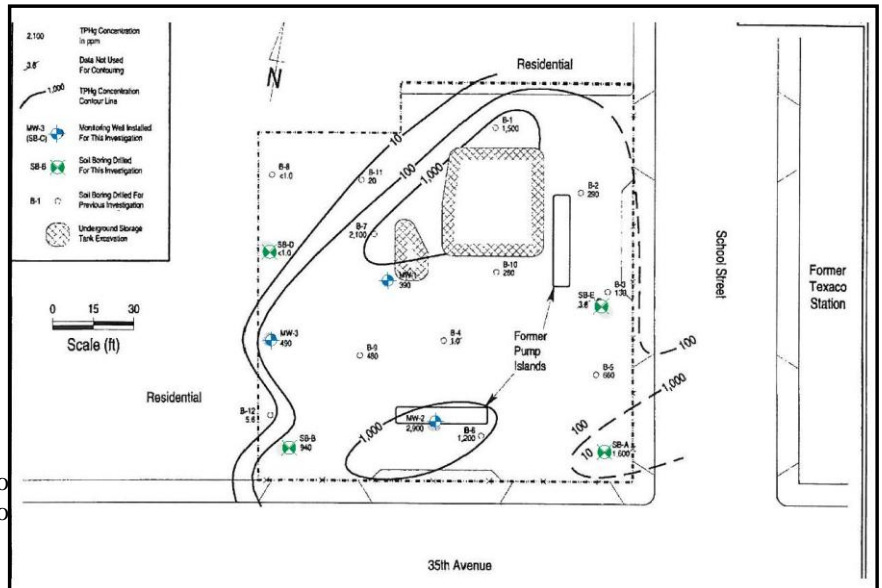 2,100 TPHg Concentration
in ppm
3.6 Data Not Used
For Contouring
1,000 TPHg Concentration
Contour Line
MW-3
(SB-C)
Monitoring Well Installed
For This Investigation
SB-B Soil Boring Drilled
For This Investigation
B-1 Soil Boring Drilled For
Previous Investigation
Underground Storage
Tank Excavation
0 15 30
Scale (ft)
N
Residential
Residential
B-1
1,500
B-8
<1.0
B-11
20
10
100
1,000
B-2
290
B-7
2,100
SB-D
<1.0
MW-1
390
B-10
280
B-3
SB-E
3.6
MW-3
490
B-9
480
B-4
Former
Pump
Islands
B-5
660
100
1,000
100
10
B-12
5.6
MW-2
2,900
B-6
1,200
1,000
SB-B
940
SB-A
1,600
School Street
Former
Texaco
Station
35th Avenue